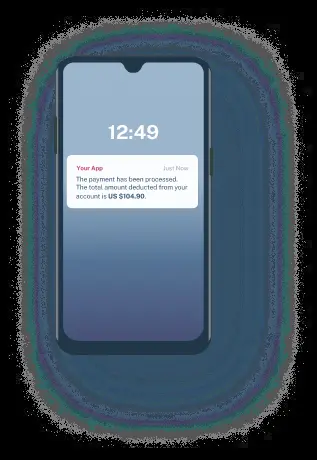 12:49
Your App Just Now
The payment has been processed.
The total amount deducted from your
account is US $104.90.